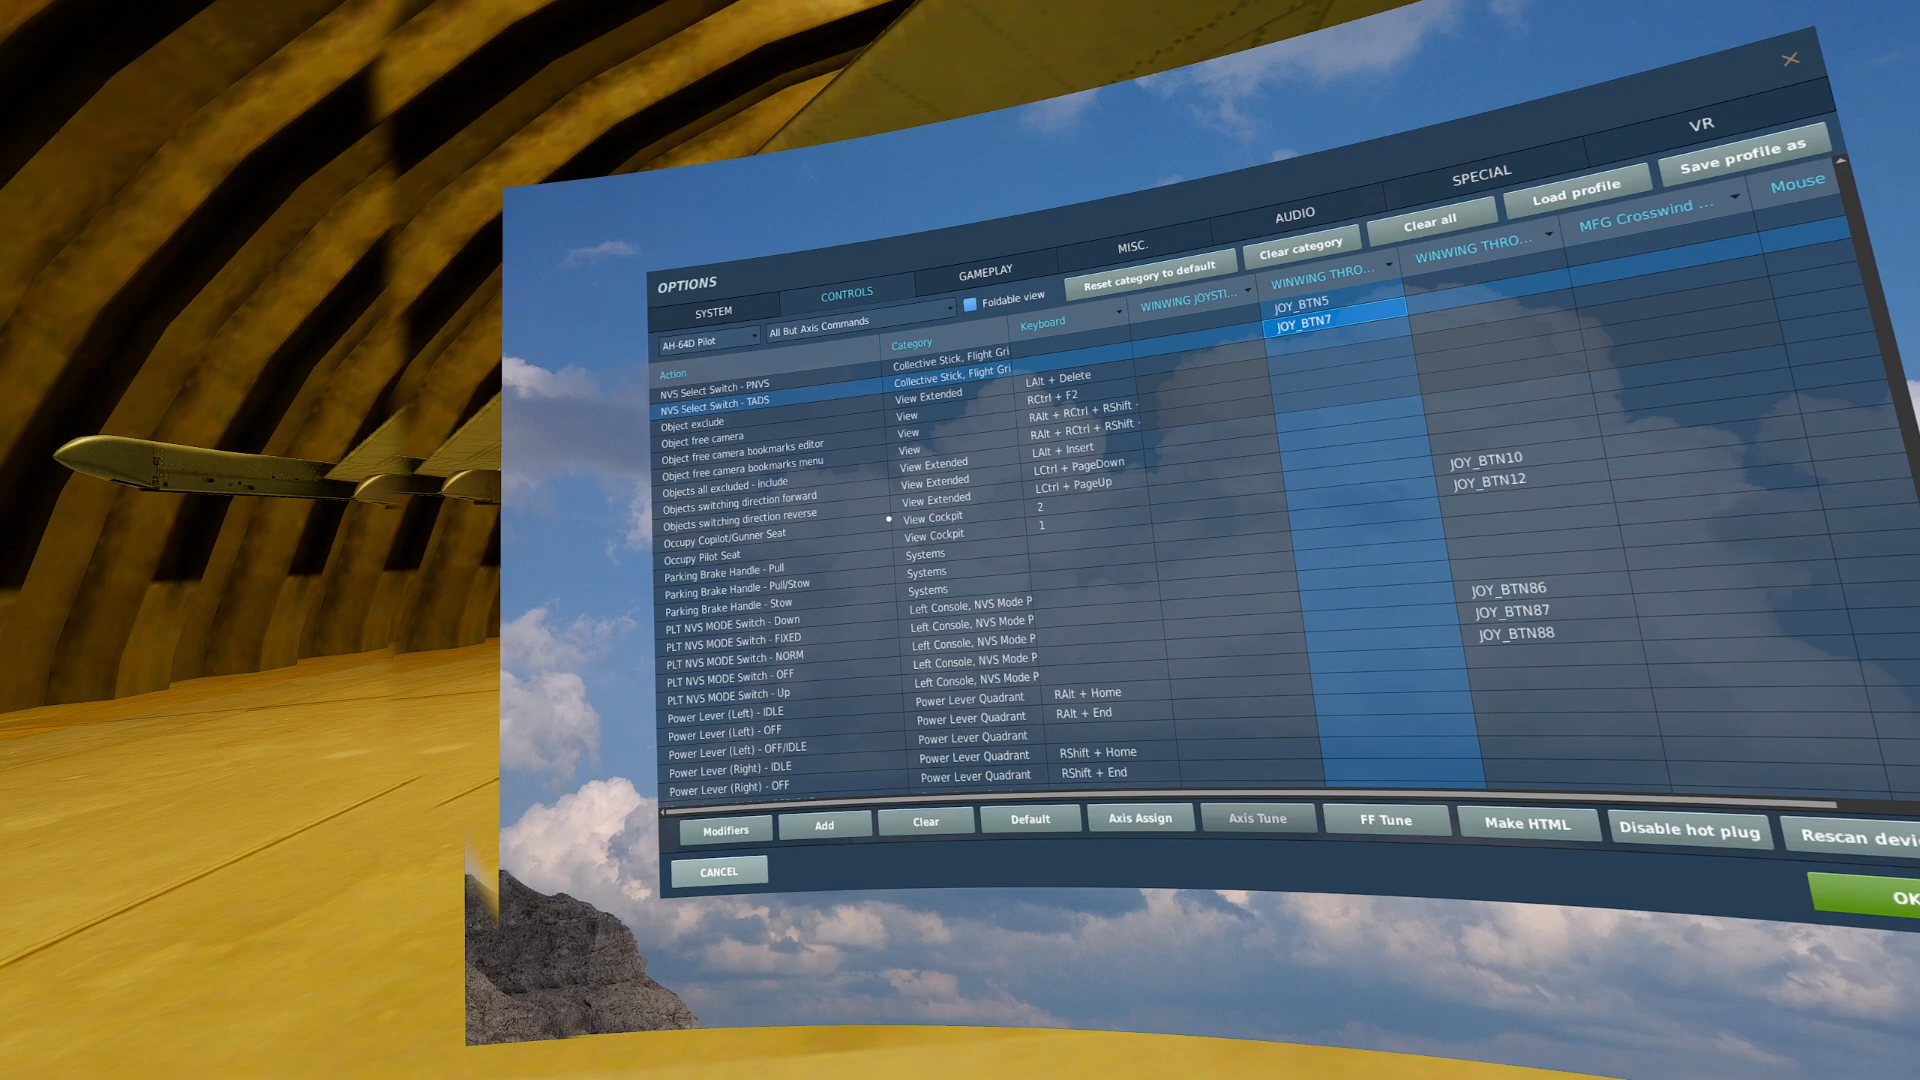 OPTIONS
SYSTEM CONTROLS GAMEPLAY MISC. AUDIO SPECIAL VR
AH-64D Pilot All But Axis Commands Foldable view Reset category to default Clear category Clear all Load profile Save profile as
Action Category Keyboard WINWING JOYSTI... WINWING THRO... WINWING THRO... MFG Crosswind ... Mouse
NVS Select Switch - PNVS Collective Stick, Flight Gri JOY_BTN5
NVS Select Switch - TADS Collective Stick, Flight Gri JOY_BTN7
Object exclude View Extended LAlt + Delete
Object free camera View RCtrl + F2
Object free camera bookmarks editor View RAlt + RCtrl + RShift -
Object free camera bookmarks menu View RAlt + RCtrl + RShift -
Objects all excluded - include View Extended LAlt + Insert
Objects switching direction forward View Extended LCtrl + PageDown
Objects switching direction reverse View Extended LCtrl + PageUp
Occupy Copilot/Gunner Seat View Cockpit 2 JOY_BTN10
Occupy Pilot Seat View Cockpit 1 JOY_BTN12
Parking Brake Handle - Pull Systems
Parking Brake Handle - Pull/Stow Systems
Parking Brake Handle - Stow Systems
PLT NVS MODE Switch - Down Left Console, NVS Mode P
PLT NVS MODE Switch - FIXED Left Console, NVS Mode P JOY_BTN86
PLT NVS MODE Switch - NORM Left Console, NVS Mode P JOY_BTN87
PLT NVS MODE Switch - OFF Left Console, NVS Mode P JOY_BTN88
PLT NVS MODE Switch - Up Left Console, NVS Mode P
Power Lever (Left) - IDLE Power Lever Quadrant RAlt + Home
Power Lever (Left) - OFF Power Lever Quadrant RAlt + End
Power Lever (Left) - OFF/IDLE Power Lever Quadrant
Power Lever (Right) - IDLE Power Lever Quadrant RShift + Home
Power Lever (Right) - OFF Power Lever Quadrant RShift + End
Modifiers Add Clear Default Axis Assign Axis Tune FF Tune Make HTML Disable hot plug Rescan devi
CANCEL OK